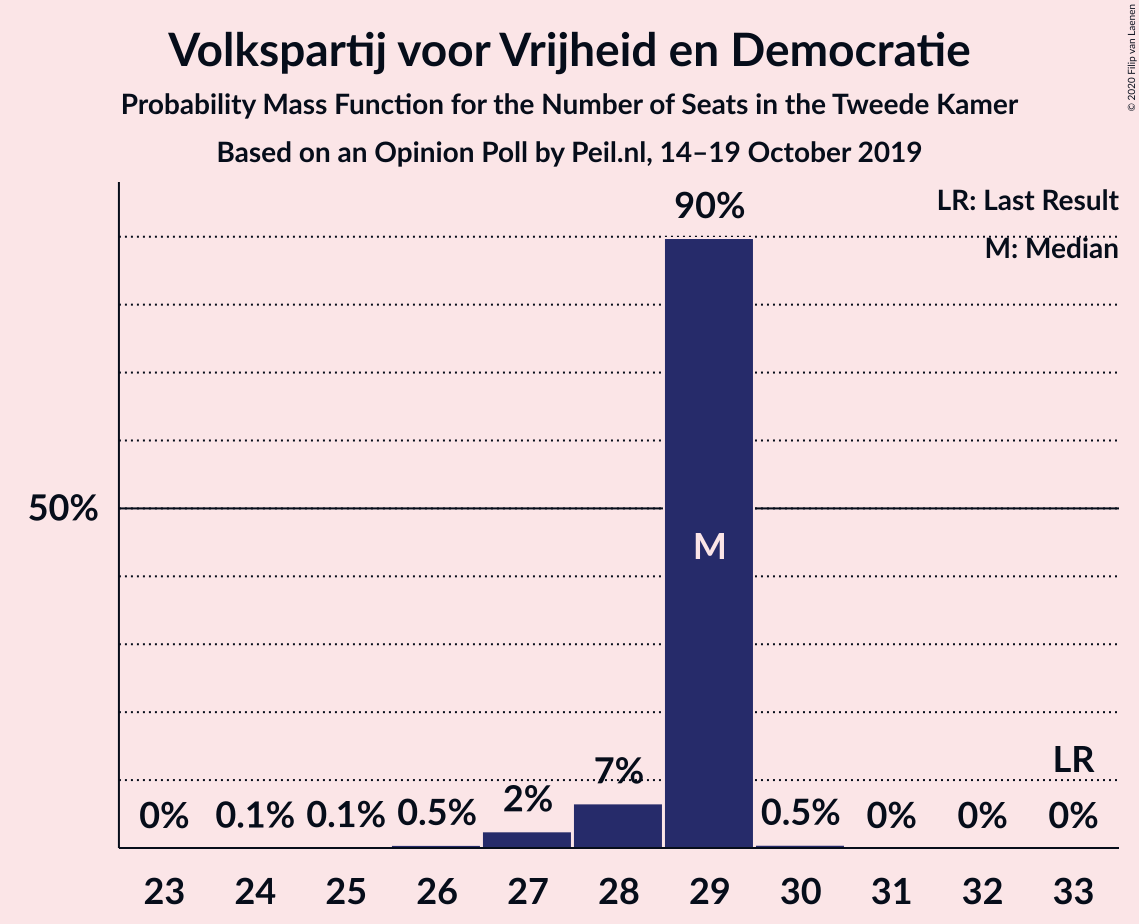 Volkspartij voor Vrijheid en Democratie
Probability Mass Function for the Number of Seats in the Tweede Kamer
Based on an Opinion Poll by Peil.nl, 14–19 October 2019
© 2020 Filip van Laenen
LR: Last Result
M: Median
90%
50%
M
LR
7%
2%
0% 0.1% 0.1% 0.5% 0.5% 0% 0% 0%
23 24 25 26 27 28 29 30 31 32 33